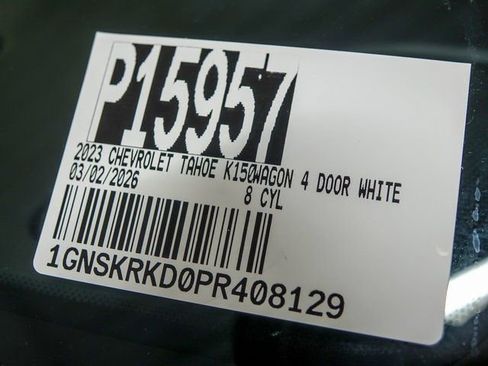 P15957
2023 CHEVROLET TAHOE K150WAGON 4 DOOR WHITE
03/02/2026 8 CYL
1GNSKRKD0PR408129